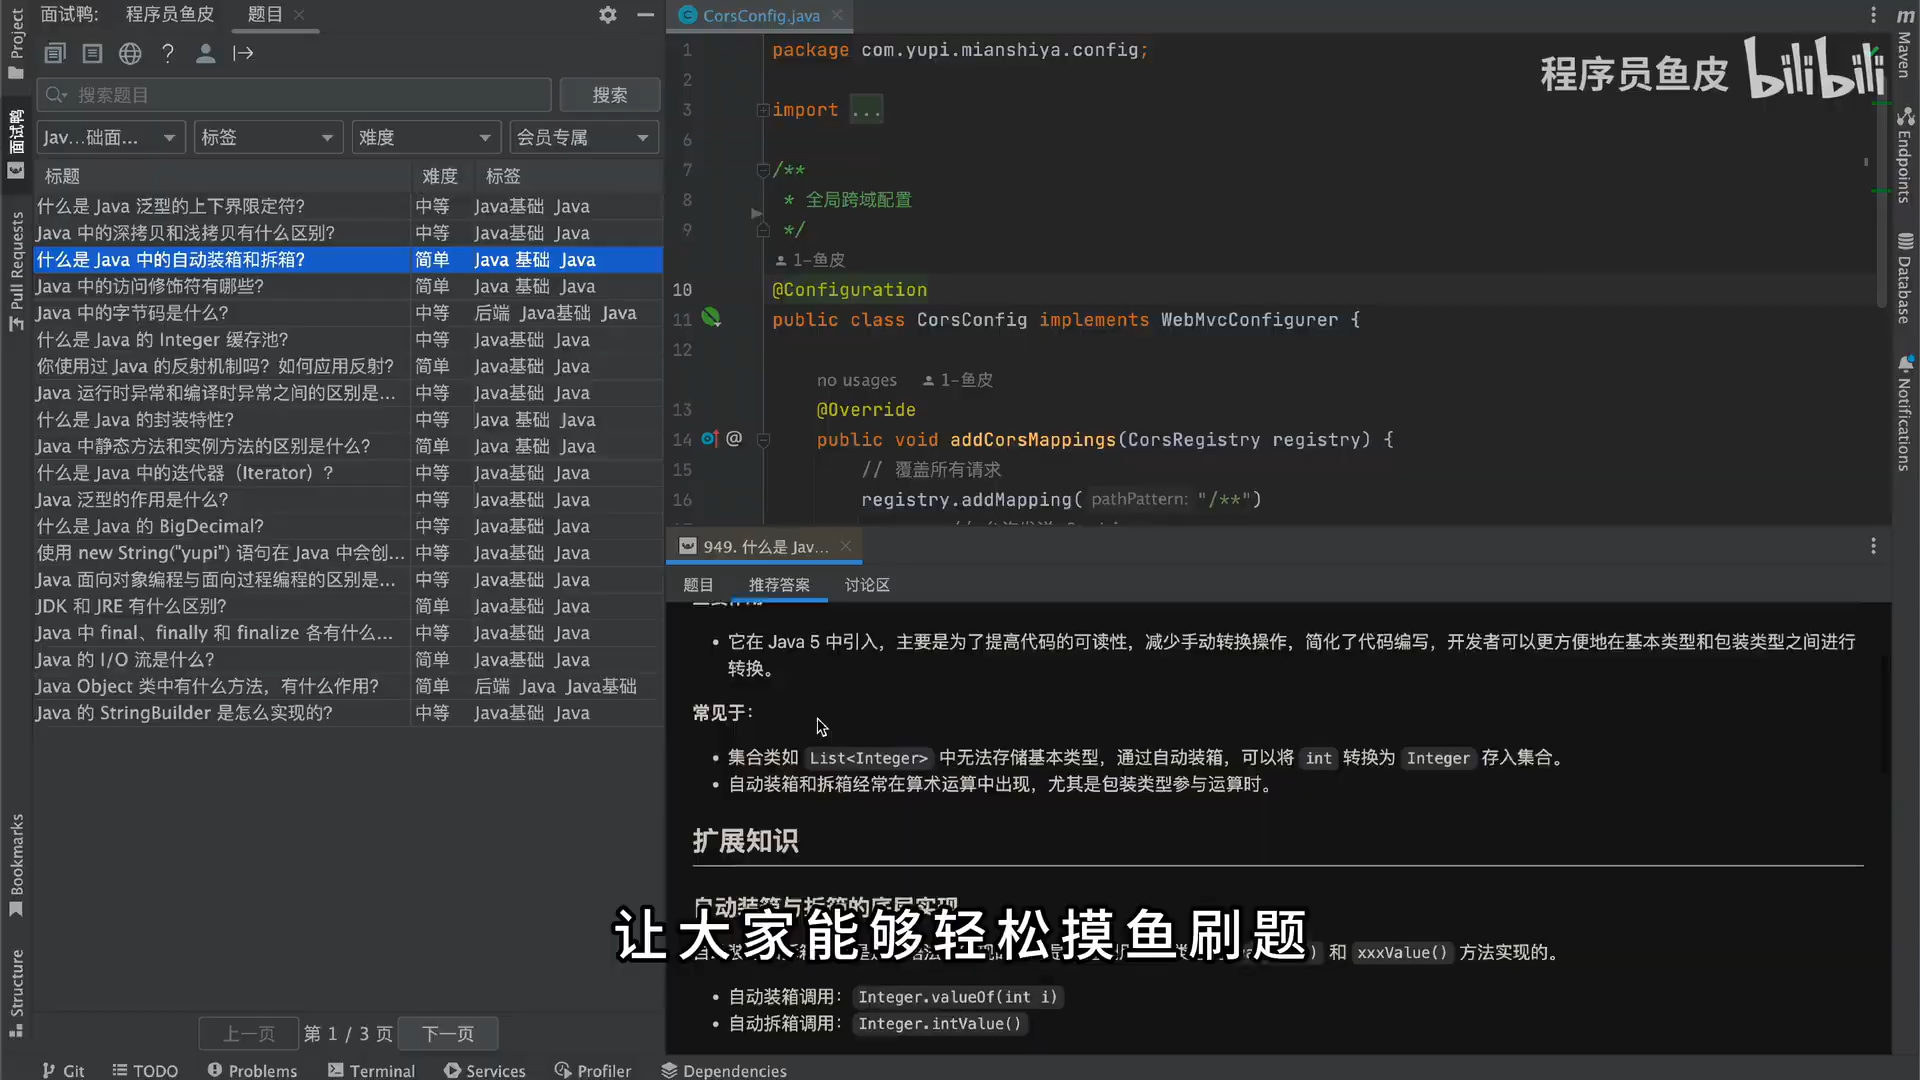 面试鸭:
程序员鱼皮
题目
搜索题目
搜索
Jav...础面...
标签
难度
会员专属
标题 难度 标签
什么是 Java 泛型的上下界限定符? 中等 Java基础 Java
Java 中的深拷贝和浅拷贝有什么区别? 中等 Java基础 Java
什么是 Java 中的自动装箱和拆箱? 简单 Java 基础 Java
Java 中的访问修饰符有哪些? 简单 Java 基础 Java
Java 中的字节码是什么? 中等 后端 Java基础 Java
什么是 Java 的 Integer 缓存池? 中等 Java基础 Java
你使用过 Java 的反射机制吗? 如何应用反射? 简单 Java基础 Java
Java 运行时异常和编译时异常之间的区别是... 中等 Java基础 Java
什么是 Java 的封装特性? 中等 Java 基础 Java
Java 中静态方法和实例方法的区别是什么? 简单 Java 基础 Java
什么是 Java 中的迭代器（Iterator）? 中等 Java基础 Java
Java 泛型的作用是什么? 中等 Java基础 Java
什么是 Java 的 BigDecimal? 中等 Java基础 Java
使用 new String("yupi") 语句在 Java 中会创... 中等 Java基础 Java
Java 面向对象编程与面向过程编程的区别是... 中等 Java基础 Java
JDK 和 JRE 有什么区别? 简单 Java基础 Java
Java 中 final、finally 和 finalize 各有什么... 中等 Java基础 Java
Java 的 I/O 流是什么? 简单 Java基础 Java
Java Object 类中有什么方法，有什么作用? 简单 后端 Java Java基础
Java 的 StringBuilder 是怎么实现的? 中等 Java基础 Java
上一页
第 1 / 3 页
下一页
Project
面试鸭
Pull Requests
Bookmarks
Structure
CorsConfig.java
1 package com.yupi.mianshiya.config;
2
3 import ...
6
7 /**
8 * 全局跨域配置
9 */
1-鱼皮
10 @Configuration
11 public class CorsConfig implements WebMvcConfigurer {
12
no usages 1-鱼皮
13 @Override
14 @ public void addCorsMappings(CorsRegistry registry) {
15 // 覆盖所有请求
16 registry.addMapping( pathPattern: "/**")
程序员鱼皮 bilibili
m
Maven
Endpoints
Database
Notifications
949. 什么是 Jav...
题目
推荐答案
讨论区
它在 Java 5 中引入，主要是为了提高代码的可读性，减少手动转换操作，简化了代码编写，开发者可以更方便地在基本类型和包装类型之间进行
转换。
常见于：
集合类如 List<Integer> 中无法存储基本类型，通过自动装箱，可以将 int 转换为 Integer 存入集合。
自动装箱和拆箱经常在算术运算中出现，尤其是包装类型参与运算时。
扩展知识
自动装箱与拆箱的底层实现
和 xxxValue() 方法实现的。
让大家能够轻松摸鱼刷题
自动装箱调用： Integer.valueOf(int i)
自动拆箱调用： Integer.intValue()
Git
TODO
Problems
Terminal
Services
Profiler
Dependencies